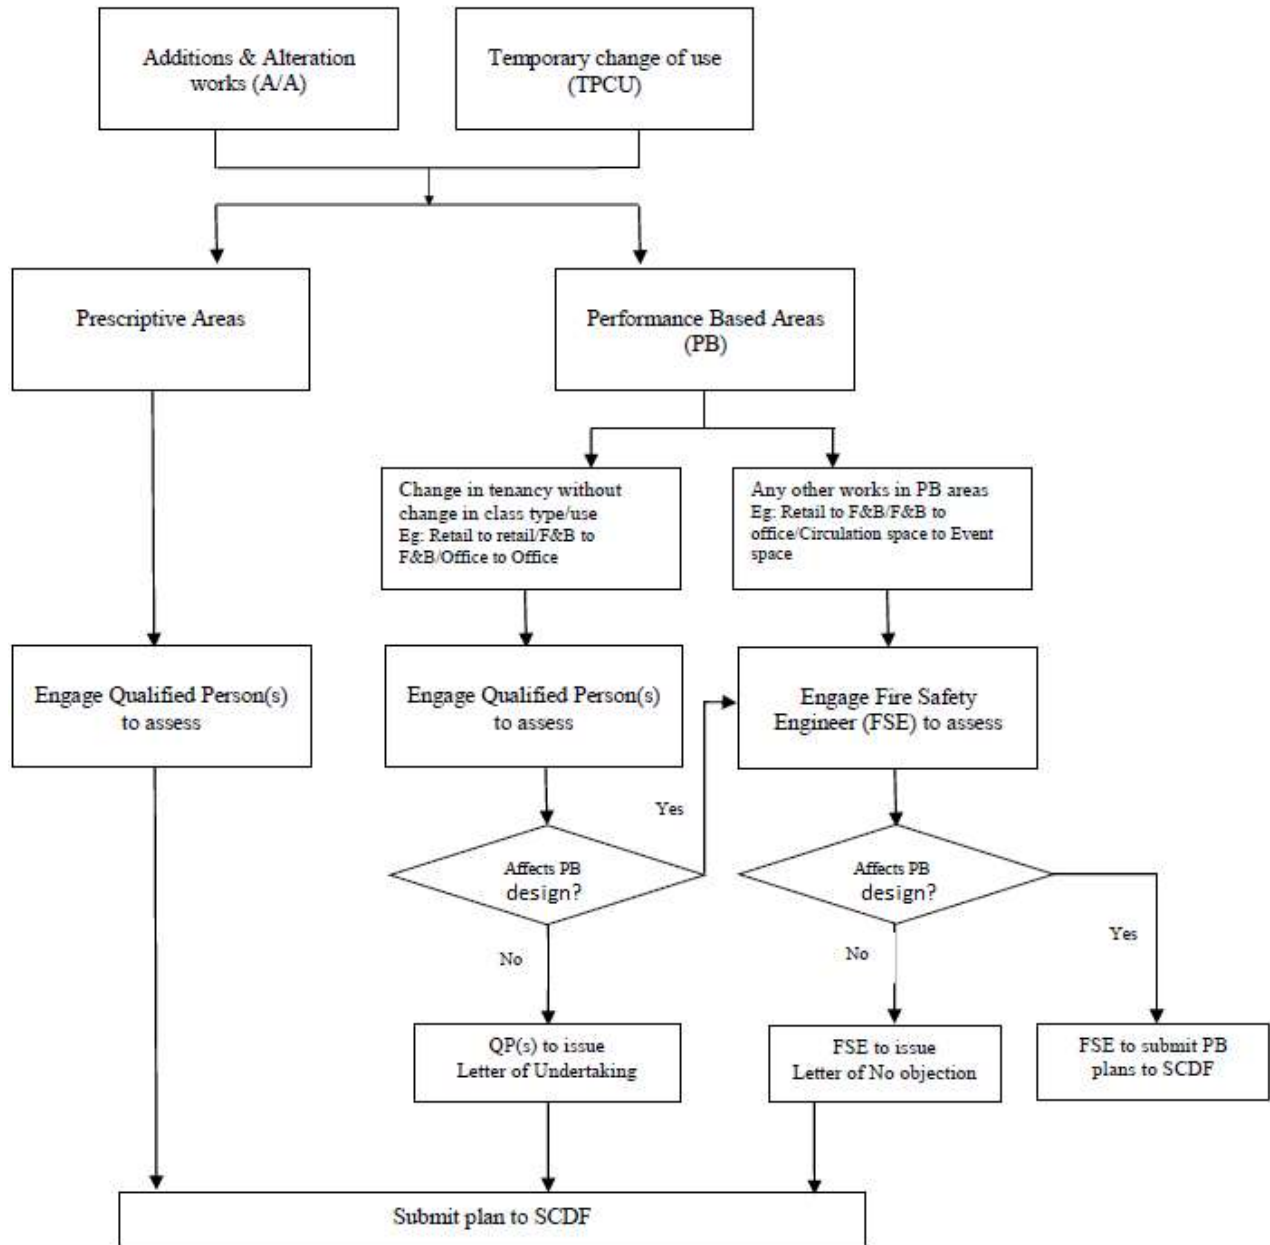 Additions & Alteration
works (A/A)
Temporary change of use
(TPCU)
Prescriptive Areas
Performance Based Areas
(PB)
Change in tenancy without
change in class type/use
Eg: Retail to retail/F&B to
F&B/Office to Office
Any other works in PB areas
Eg: Retail to F&B/F&B to
office/Circulation space to Event
space
Engage Qualified Person(s)
to assess
Engage Qualified Person(s)
to assess
Engage Fire Safety
Engineer (FSE) to assess
Yes
Affects PB
design?
Affects PB
design?
No
No
Yes
QP(s) to issue
Letter of Undertaking
FSE to issue
Letter of No objection
FSE to submit PB
plans to SCDF
Submit plan to SCDF